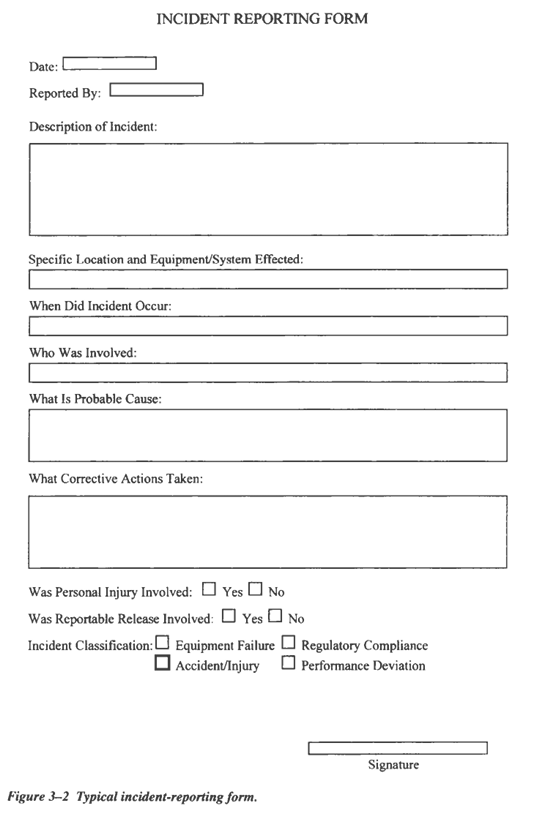 INCIDENT REPORTING FORM
Date:
Reported By:
Description of Incident:
Specific Location and Equipment/System Effected:
When Did Incident Occur:
Who Was Involved:
What Is Probable Cause:
What Corrective Actions Taken:
Was Personal Injury Involved: Yes No
Was Reportable Release Involved: Yes No
Incident Classification: Equipment Failure Regulatory Compliance
Accident/Injury Performance Deviation
Signature
Figure 3–2 Typical incident-reporting form.